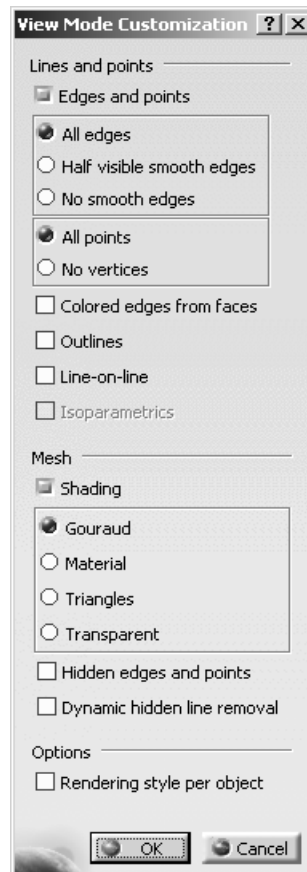 View Mode Customization ? X
Lines and points
Edges and points
All edges
Half visible smooth edges
No smooth edges
All points
No vertices
Colored edges from faces
Outlines
Line-on-line
Isoparametrics
Mesh
Shading
Gouraud
Material
Triangles
Transparent
Hidden edges and points
Dynamic hidden line removal
Options
Rendering style per object
OK Cancel